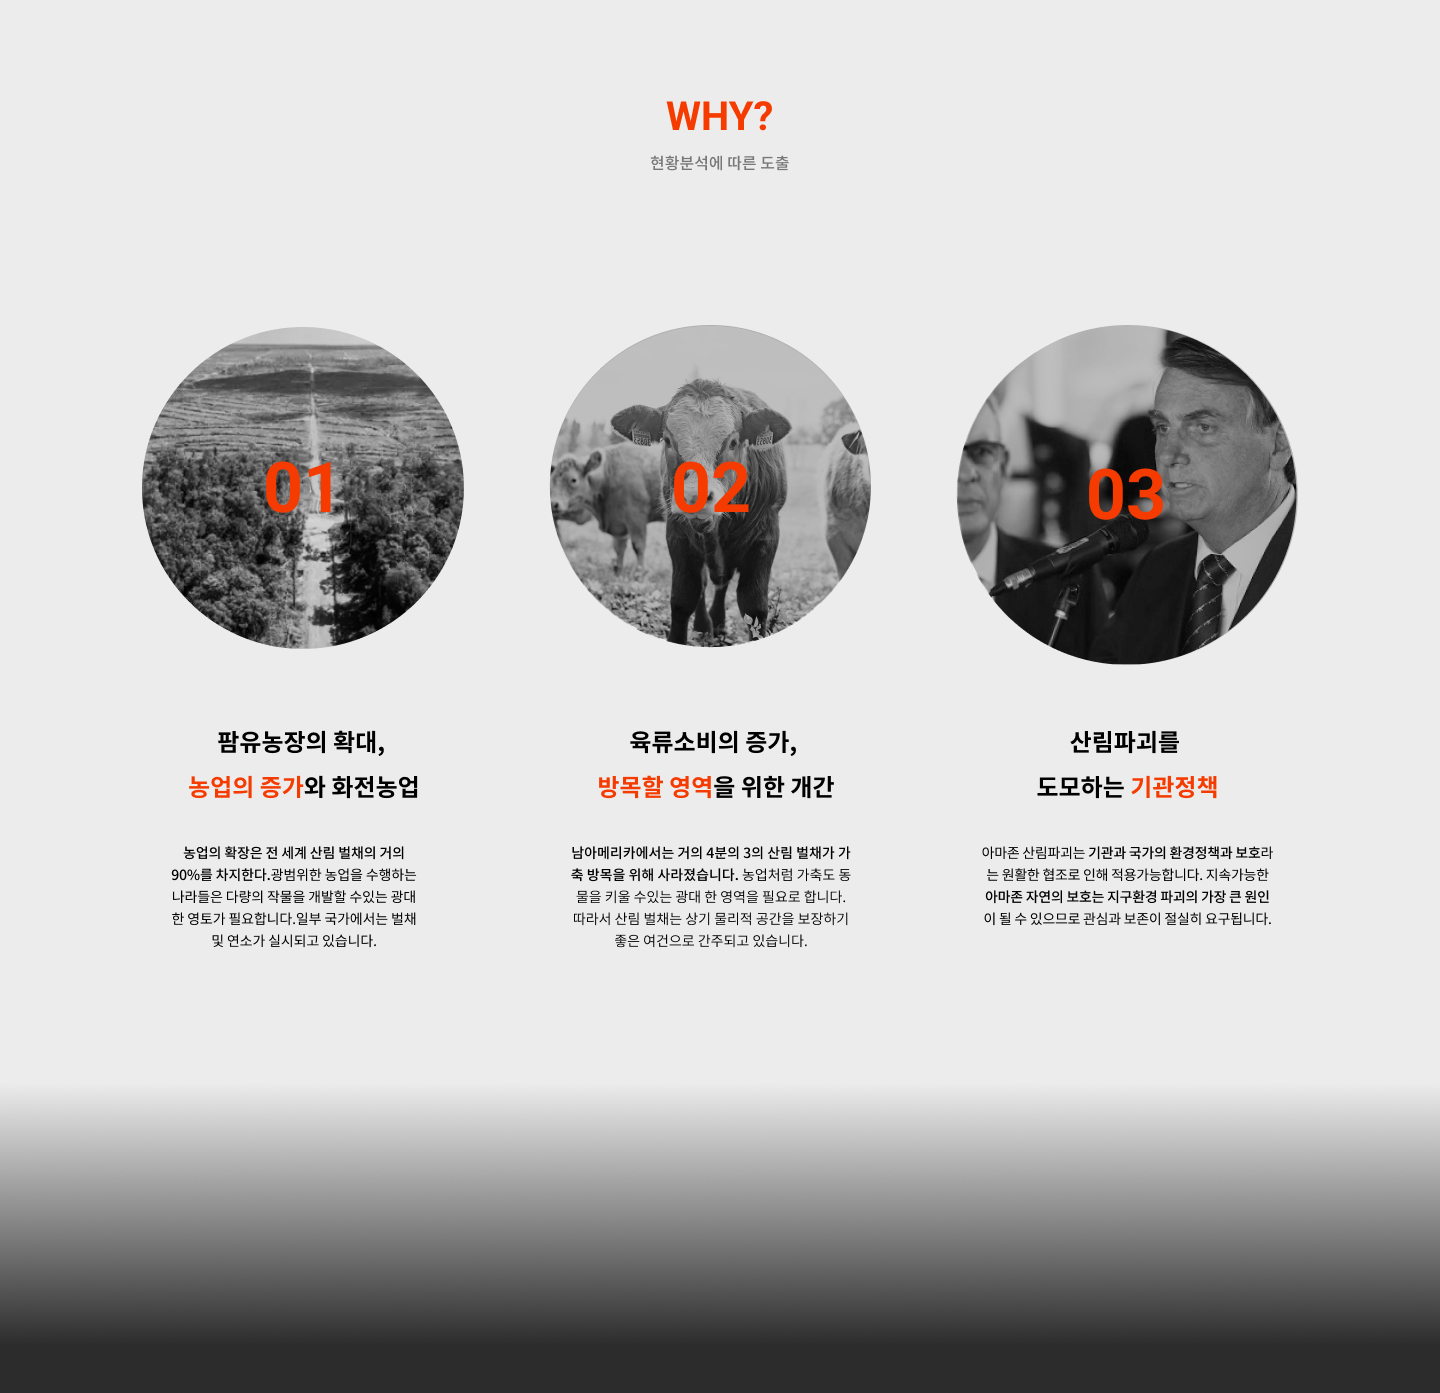 WHY?
현황분석에 따른 도출
01
02
03
팜유농장의 확대,
농업의 증가와 화전농업
농업의 확장은 전 세계 산림 벌채의 거의
90%를 차지한다.광범위한 농업을 수행하는
나라들은 다량의 작물을 개발할 수있는 광대
한 영토가 필요합니다.일부 국가에서는 벌채
및 연소가 실시되고 있습니다.
육류소비의 증가,
방목할 영역을 위한 개간
남아메리카에서는 거의 4분의 3의 산림 벌채가 가
축 방목을 위해 사라졌습니다. 농업처럼 가축도 동
물을 키울 수있는 광대 한 영역을 필요로 합니다.
따라서 산림 벌채는 상기 물리적 공간을 보장하기
좋은 여건으로 간주되고 있습니다.
산림파괴를
도모하는 기관정책
아마존 산림파괴는 기관과 국가의 환경정책과 보호라
는 원활한 협조로 인해 적용가능합니다. 지속가능한
아마존 자연의 보호는 지구환경 파괴의 가장 큰 원인
이 될 수 있으므로 관심과 보존이 절실히 요구됩니다.